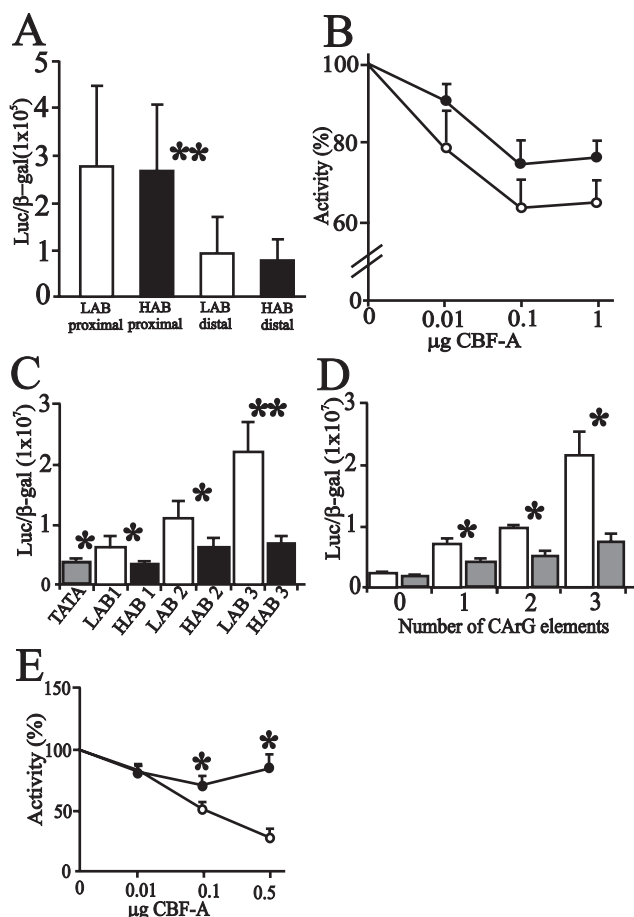 A
Luc/β-gal(1x10⁵)
5
4
3
2
1
0
**
LAB proximal
HAB proximal
LAB distal
HAB distal
B
Activity (%)
100
80
60
0
0
0.01
0.1
1
µg CBF-A
C
Luc/β-gal (1x10⁷)
3
2
1
0
*
*
*
**
TATA
LAB1
HAB 1
LAB 2
HAB 2
LAB 3
HAB 3
D
Luc/β-gal (1x10⁷)
3
2
1
0
*
*
*
0
1
2
3
Number of CArG elements
E
Activity (%)
150
100
50
0
*
*
0
0.01
0.1
0.5
µg CBF-A